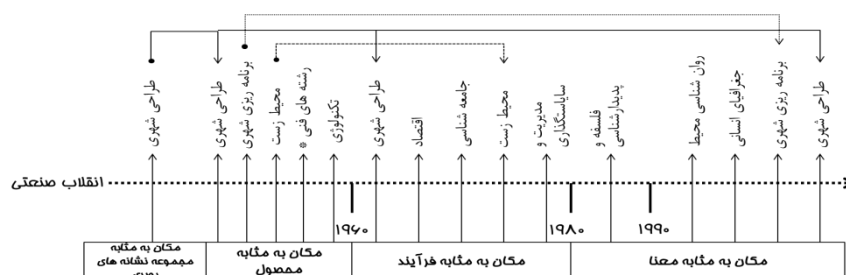 طراحی شهری
طراحی شهری
برنامه ریزی شهری
محیط زست
رشته های فنی *
تکنولوژی
طراحی شهری
اقتصاد
جامعه شناسی
محیط زست
مدیریت و
سیاستگذاری
فلسفه و
پدیدارشناسی
روان شناسی محیط
جغرافیای انسانی
برنامه ریزی شهری
طراحی شهری
انقلاب صنعتی
۱۹۶۰
۱۹۸۰
۱۹۹۰
مکان به مثابه
مجموعه نشانه های
مکان به مثابه
محصول
مکان به مثابه فرآیند
مکان به مثابه معنا